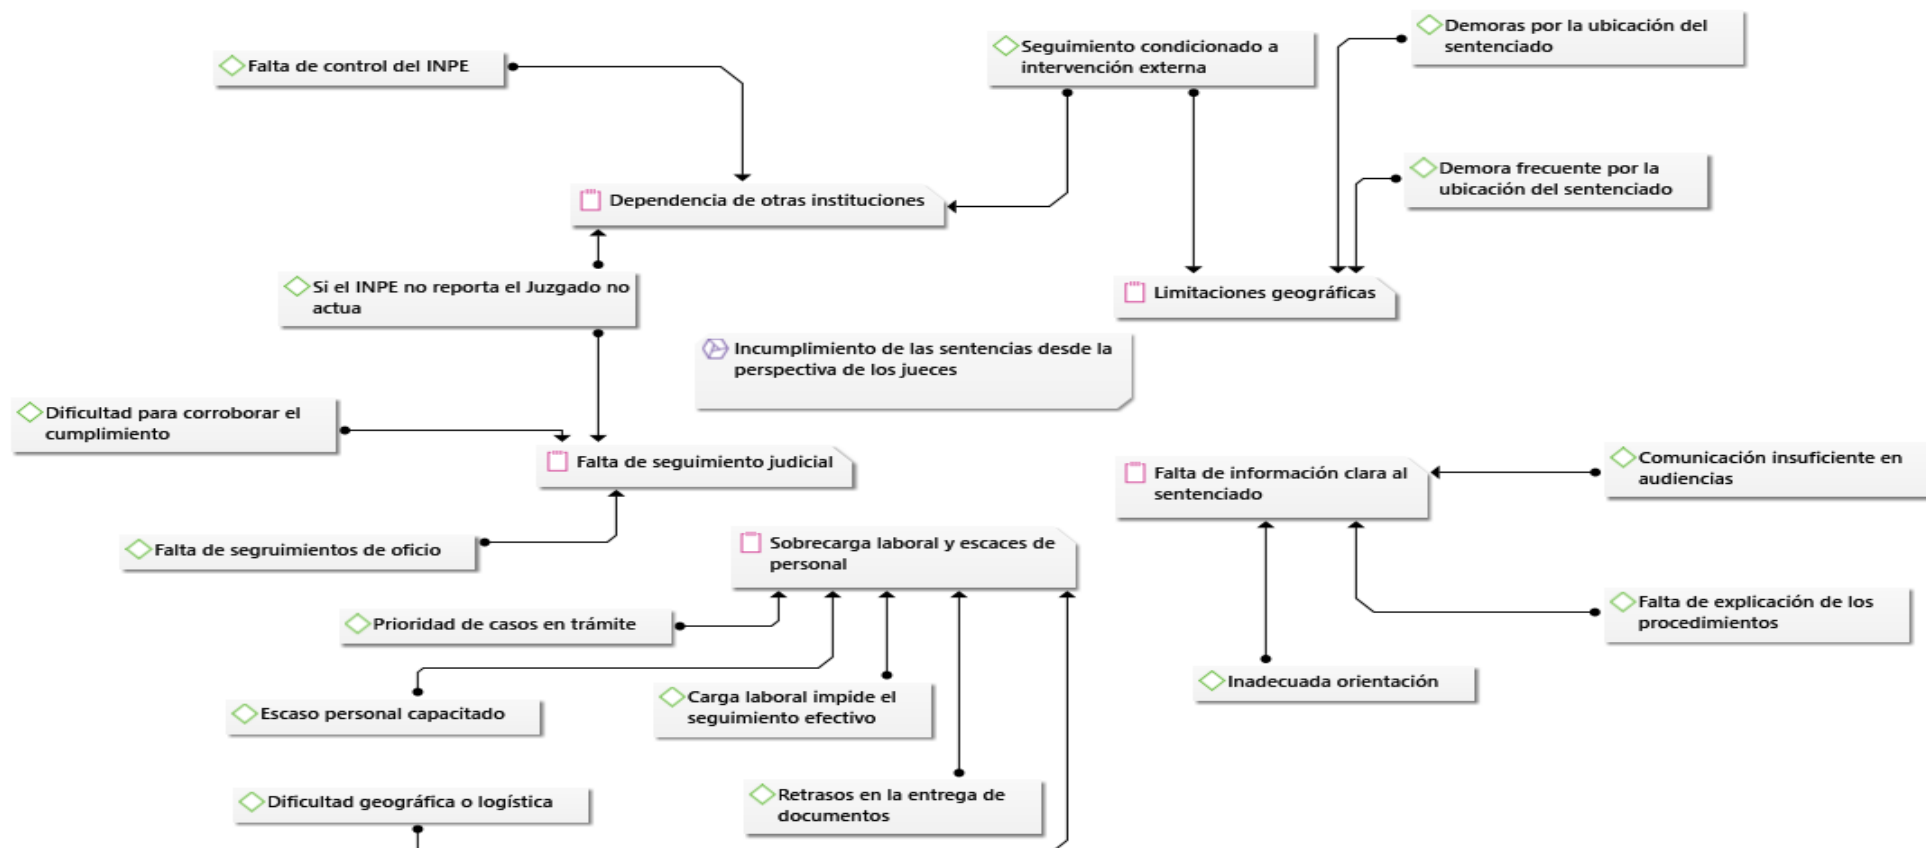 Falta de control del INPE
Seguimiento condicionado a
intervención externa
Demoras por la ubicación del
sentenciado
Demora frecuente por la
ubicación del sentenciado
Dependencia de otras instituciones
Si el INPE no reporta el Juzgado no
actua
Limitaciones geográficas
Incumplimiento de las sentencias desde la
perspectiva de los jueces
Dificultad para corroborar el
cumplimiento
Falta de seguimiento judicial
Falta de información clara al
sentenciado
Comunicación insuficiente en
audiencias
Falta de segruimientos de oficio
Sobrecarga laboral y escaces de
personal
Prioridad de casos en trámite
Falta de explicación de los
procedimientos
Inadecuada orientación
Escaso personal capacitado
Carga laboral impide el
seguimiento efectivo
Dificultad geográfica o logística
Retrasos en la entrega de
documentos